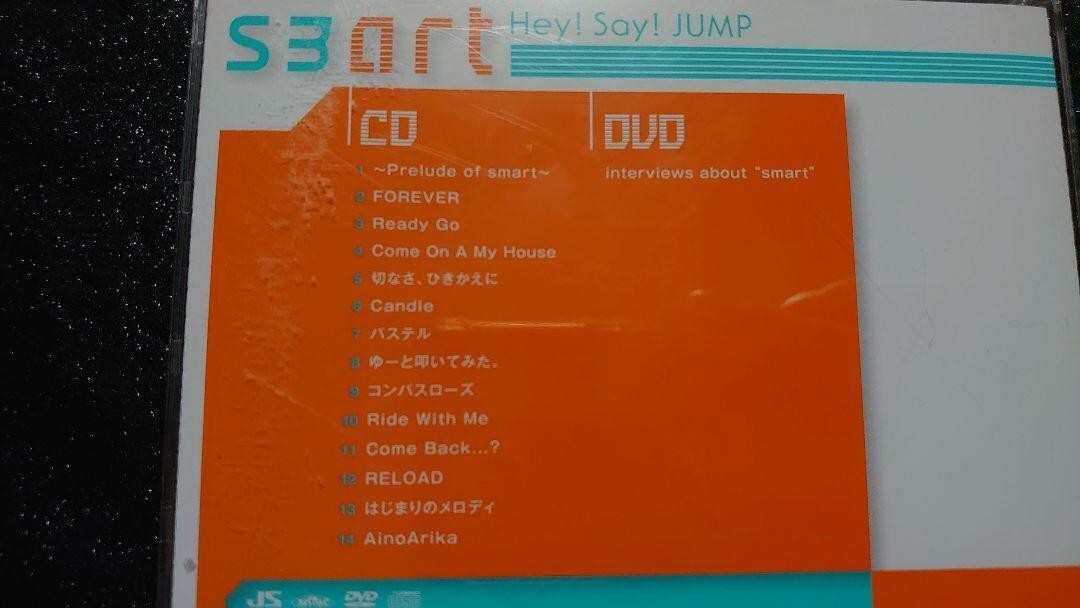 s3art Hey! Say! JUMP
CD
1 ~Prelude of smart~
2 FOREVER
3 Ready Go
4 Come On A My House
5 切なさ、ひきかえに
6 Candle
7 パステル
8 ゆーと叩いてみた。
9 コンパスローズ
10 Ride With Me
11 Come Back...?
12 RELOAD
13 はじまりのメロディ
14 AinoArika
DVD
interviews about "smart"
JS
DVD